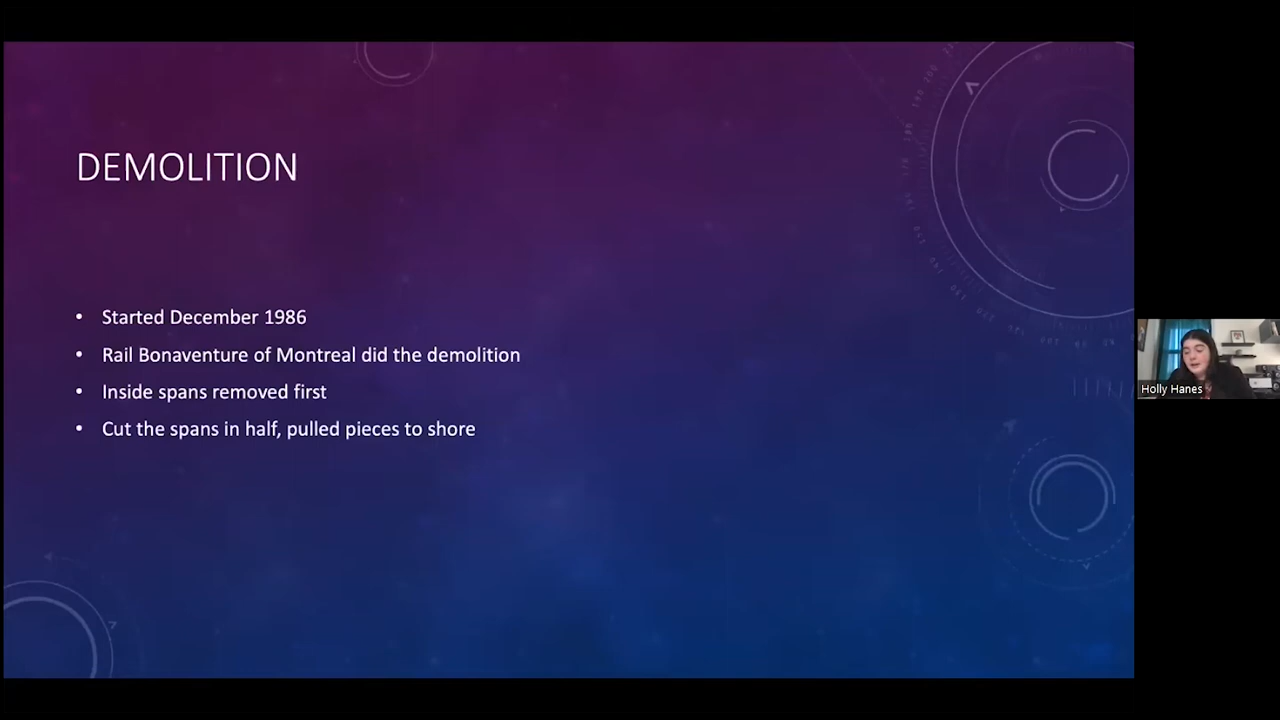 DEMOLITION
• Started December 1986
• Rail Bonaventure of Montreal did the demolition
• Inside spans removed first
• Cut the spans in half, pulled pieces to shore
Holly Hanes